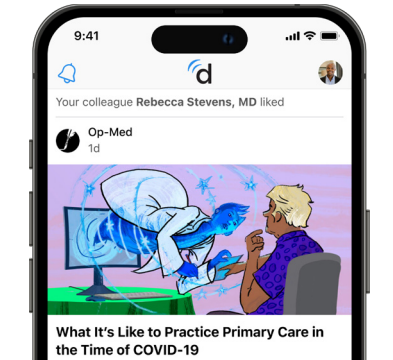 9:41
d
Your colleague Rebecca Stevens, MD liked
Op-Med
1d
What It's Like to Practice Primary Care in
the Time of COVID-19